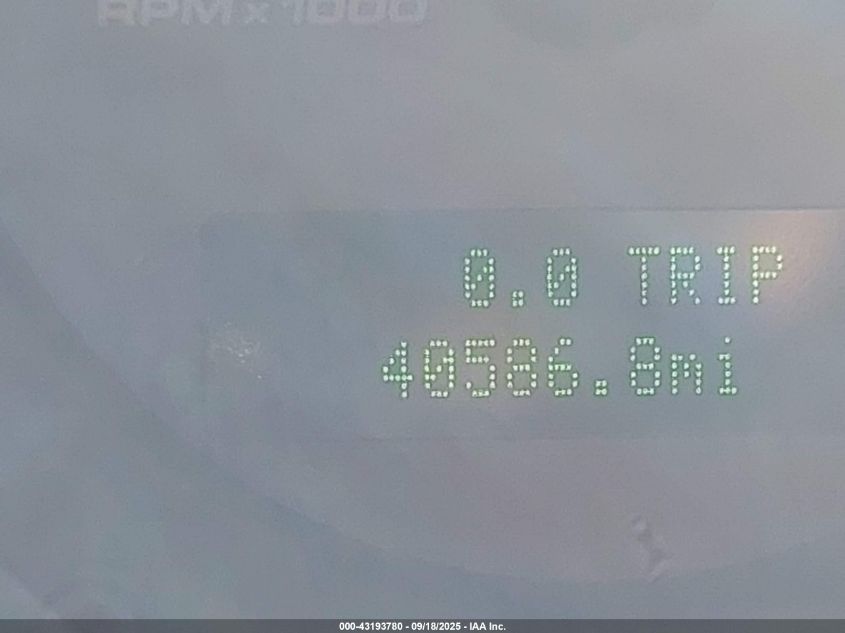 RPM x 1000
0.0 TRIP
40586.8mi
000-43193780 - 09/18/2025 - IAA Inc.